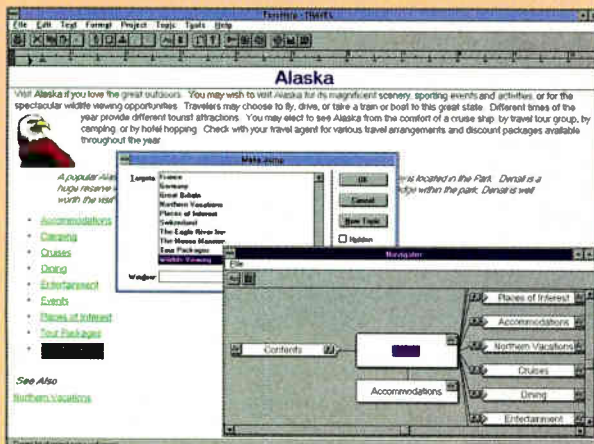 ForeHelp - TRAVEL
File Edit Text Format Project Topic Tools Help
Alaska
Visit Alaska if you love the great outdoors. You may wish to visit Alaska for its magnificent scenery, sporting events and activities, or for the
spectacular wildlife viewing opportunities. Travelers may choose to fly, drive, or take a train or boat to this great state. Different times of the
year provide different tourist attractions. You may elect to see Alaska from the comfort of a cruise ship, by travel tour group, by
camping, or by hotel hopping. Check with your travel agent for various travel arrangements and discount packages available
throughout the year.
A popular Alas
is located in the Park. Denali is a
huge reserve
within the park. Denali is well
worth the visit
Make Jump
Targets
France
Germany
Great Britain
Northern Vacations
Places of Interest
Switzerland
The Eagle River Inn
The Moose Manor
Tour Packages
Wildlife Viewing
OK
Cancel
New Topic
Hidden
Window
• Accommodations
• Camping
• Cruises
• Dining
• Entertainment
• Events
• Places of Interest
• Tour Packages
See Also
Northern Vacations
Navigator
File
Contents
Accommodations
Places of Interest
Accommodations
Northern Vacations
Cruises
Dining
Entertainment